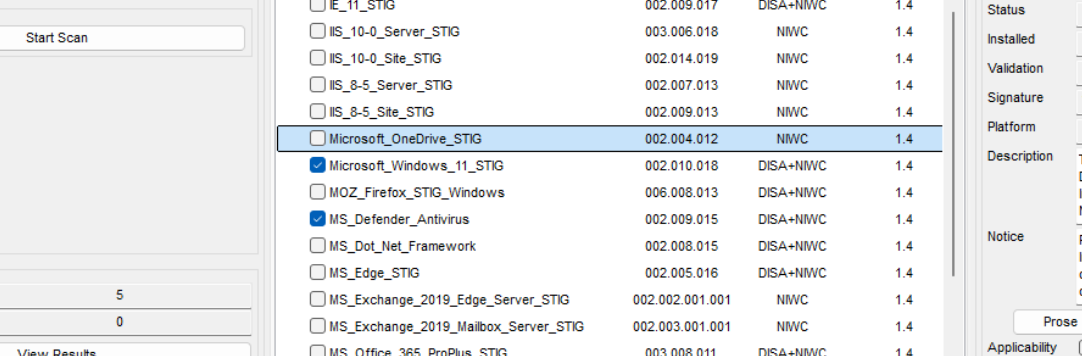 IE_11_STIG 002.009.017 DISA+NIWC 1.4
Status
Start Scan
IIS_10-0_Server_STIG 003.006.018 NIWC 1.4
Installed
IIS_10-0_Site_STIG 002.014.019 NIWC 1.4
Validation
IIS_8-5_Server_STIG 002.007.013 NIWC 1.4
Signature
IIS_8-5_Site_STIG 002.009.013 NIWC 1.4
Platform
Microsoft_OneDrive_STIG 002.004.012 NIWC 1.4
Description
Microsoft_Windows_11_STIG 002.010.018 DISA+NIWC 1.4
MOZ_Firefox_STIG_Windows 006.008.013 DISA+NIWC 1.4
MS_Defender_Antivirus 002.009.015 DISA+NIWC 1.4
Notice
MS_Dot_Net_Framework 002.008.015 DISA+NIWC 1.4
MS_Edge_STIG 002.005.016 DISA+NIWC 1.4
5
MS_Exchange_2019_Edge_Server_STIG 002.002.001.001 NIWC 1.4
0
MS_Exchange_2019_Mailbox_Server_STIG 002.003.001.001 NIWC 1.4
Prose
View Results
MS_Office_365_ProPlus_STIG 003.008.011 DISA+NIWC 1.4
Applicability